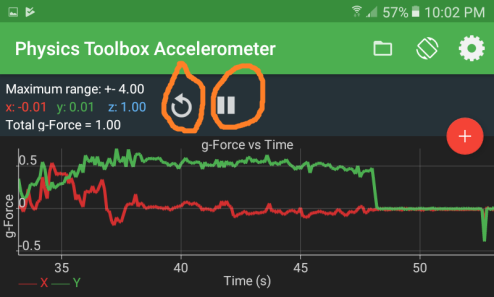 57% 10:02 PM
Physics Toolbox Accelerometer
Maximum range: +- 4.00
x: -0.01 y: 0.01 z: 1.00
Total g-Force = 1.00
+
g-Force vs Time
g-Force
0.5
0
-0.5
35 40 45 50
Time (s)
X Y